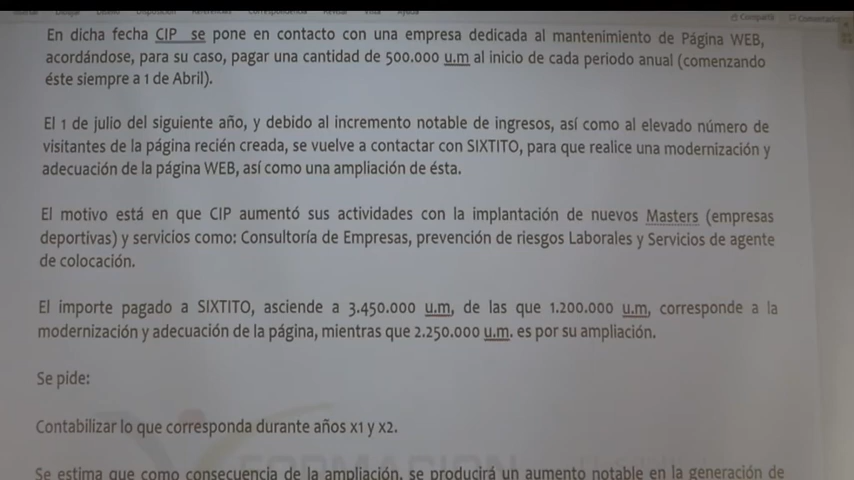 En dicha fecha CIP se pone en contacto con una empresa dedicada al mantenimiento de Página WEB,
acordándose, para su caso, pagar una cantidad de 500.000 u.m al inicio de cada periodo anual (comenzando
éste siempre a 1 de Abril).
El 1 de julio del siguiente año, y debido al incremento notable de ingresos, así como al elevado número de
visitantes de la página recién creada, se vuelve a contactar con SIXTITO, para que realice una modernización y
adecuación de la página WEB, así como una ampliación de ésta.
El motivo está en que CIP aumentó sus actividades con la implantación de nuevos Masters (empresas
deportivas) y servicios como: Consultoría de Empresas, prevención de riesgos Laborales y Servicios de agente
de colocación.
El importe pagado a SIXTITO, asciende a 3.450.000 u.m, de las que 1.200.000 u.m, corresponde a la
modernización y adecuación de la página, mientras que 2.250.000 u.m. es por su ampliación.
Se pide:
Contabilizar lo que corresponda durante años x1 y x2.
FORMACION
Se estima que como consecuencia de la ampliación, se producirá un aumento notable en la generación de